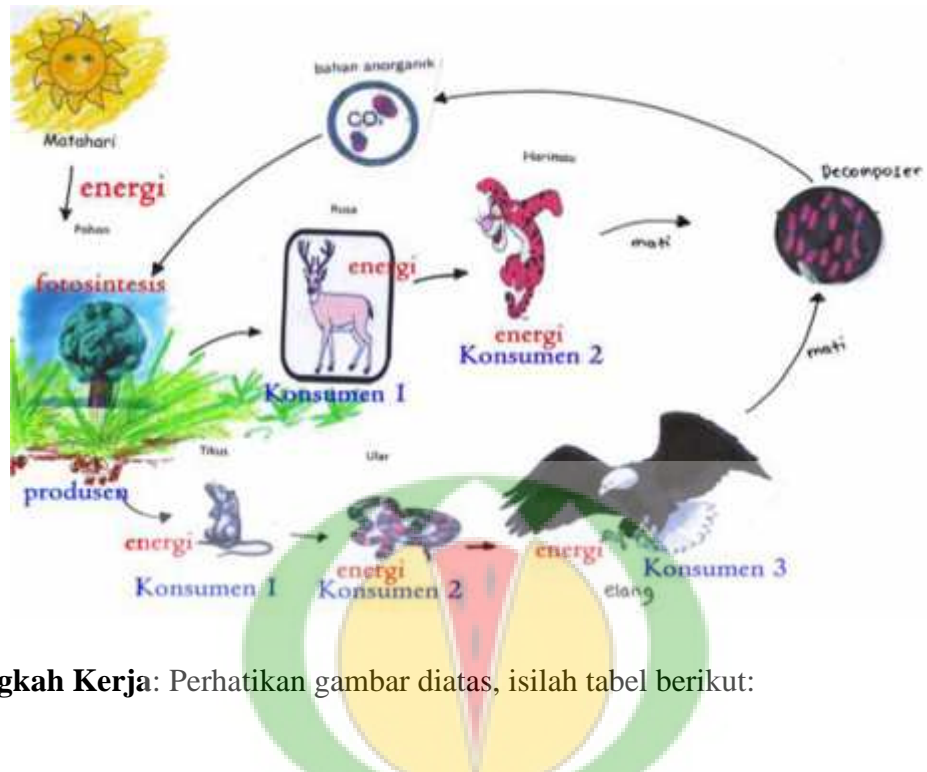 bahan anorganik
CO₂
Matahari
energi
Pohon
fotosintesis
Rusa
energi
Konsumen 1
Harimau
energi
Konsumen 2
mati
Decomposer
mati
produsen
Tikus
energi
Konsumen 1
Ular
energi
Konsumen 2
energi
Konsumen 3
elang
gkah Kerja: Perhatikan gambar diatas, isilah tabel berikut: